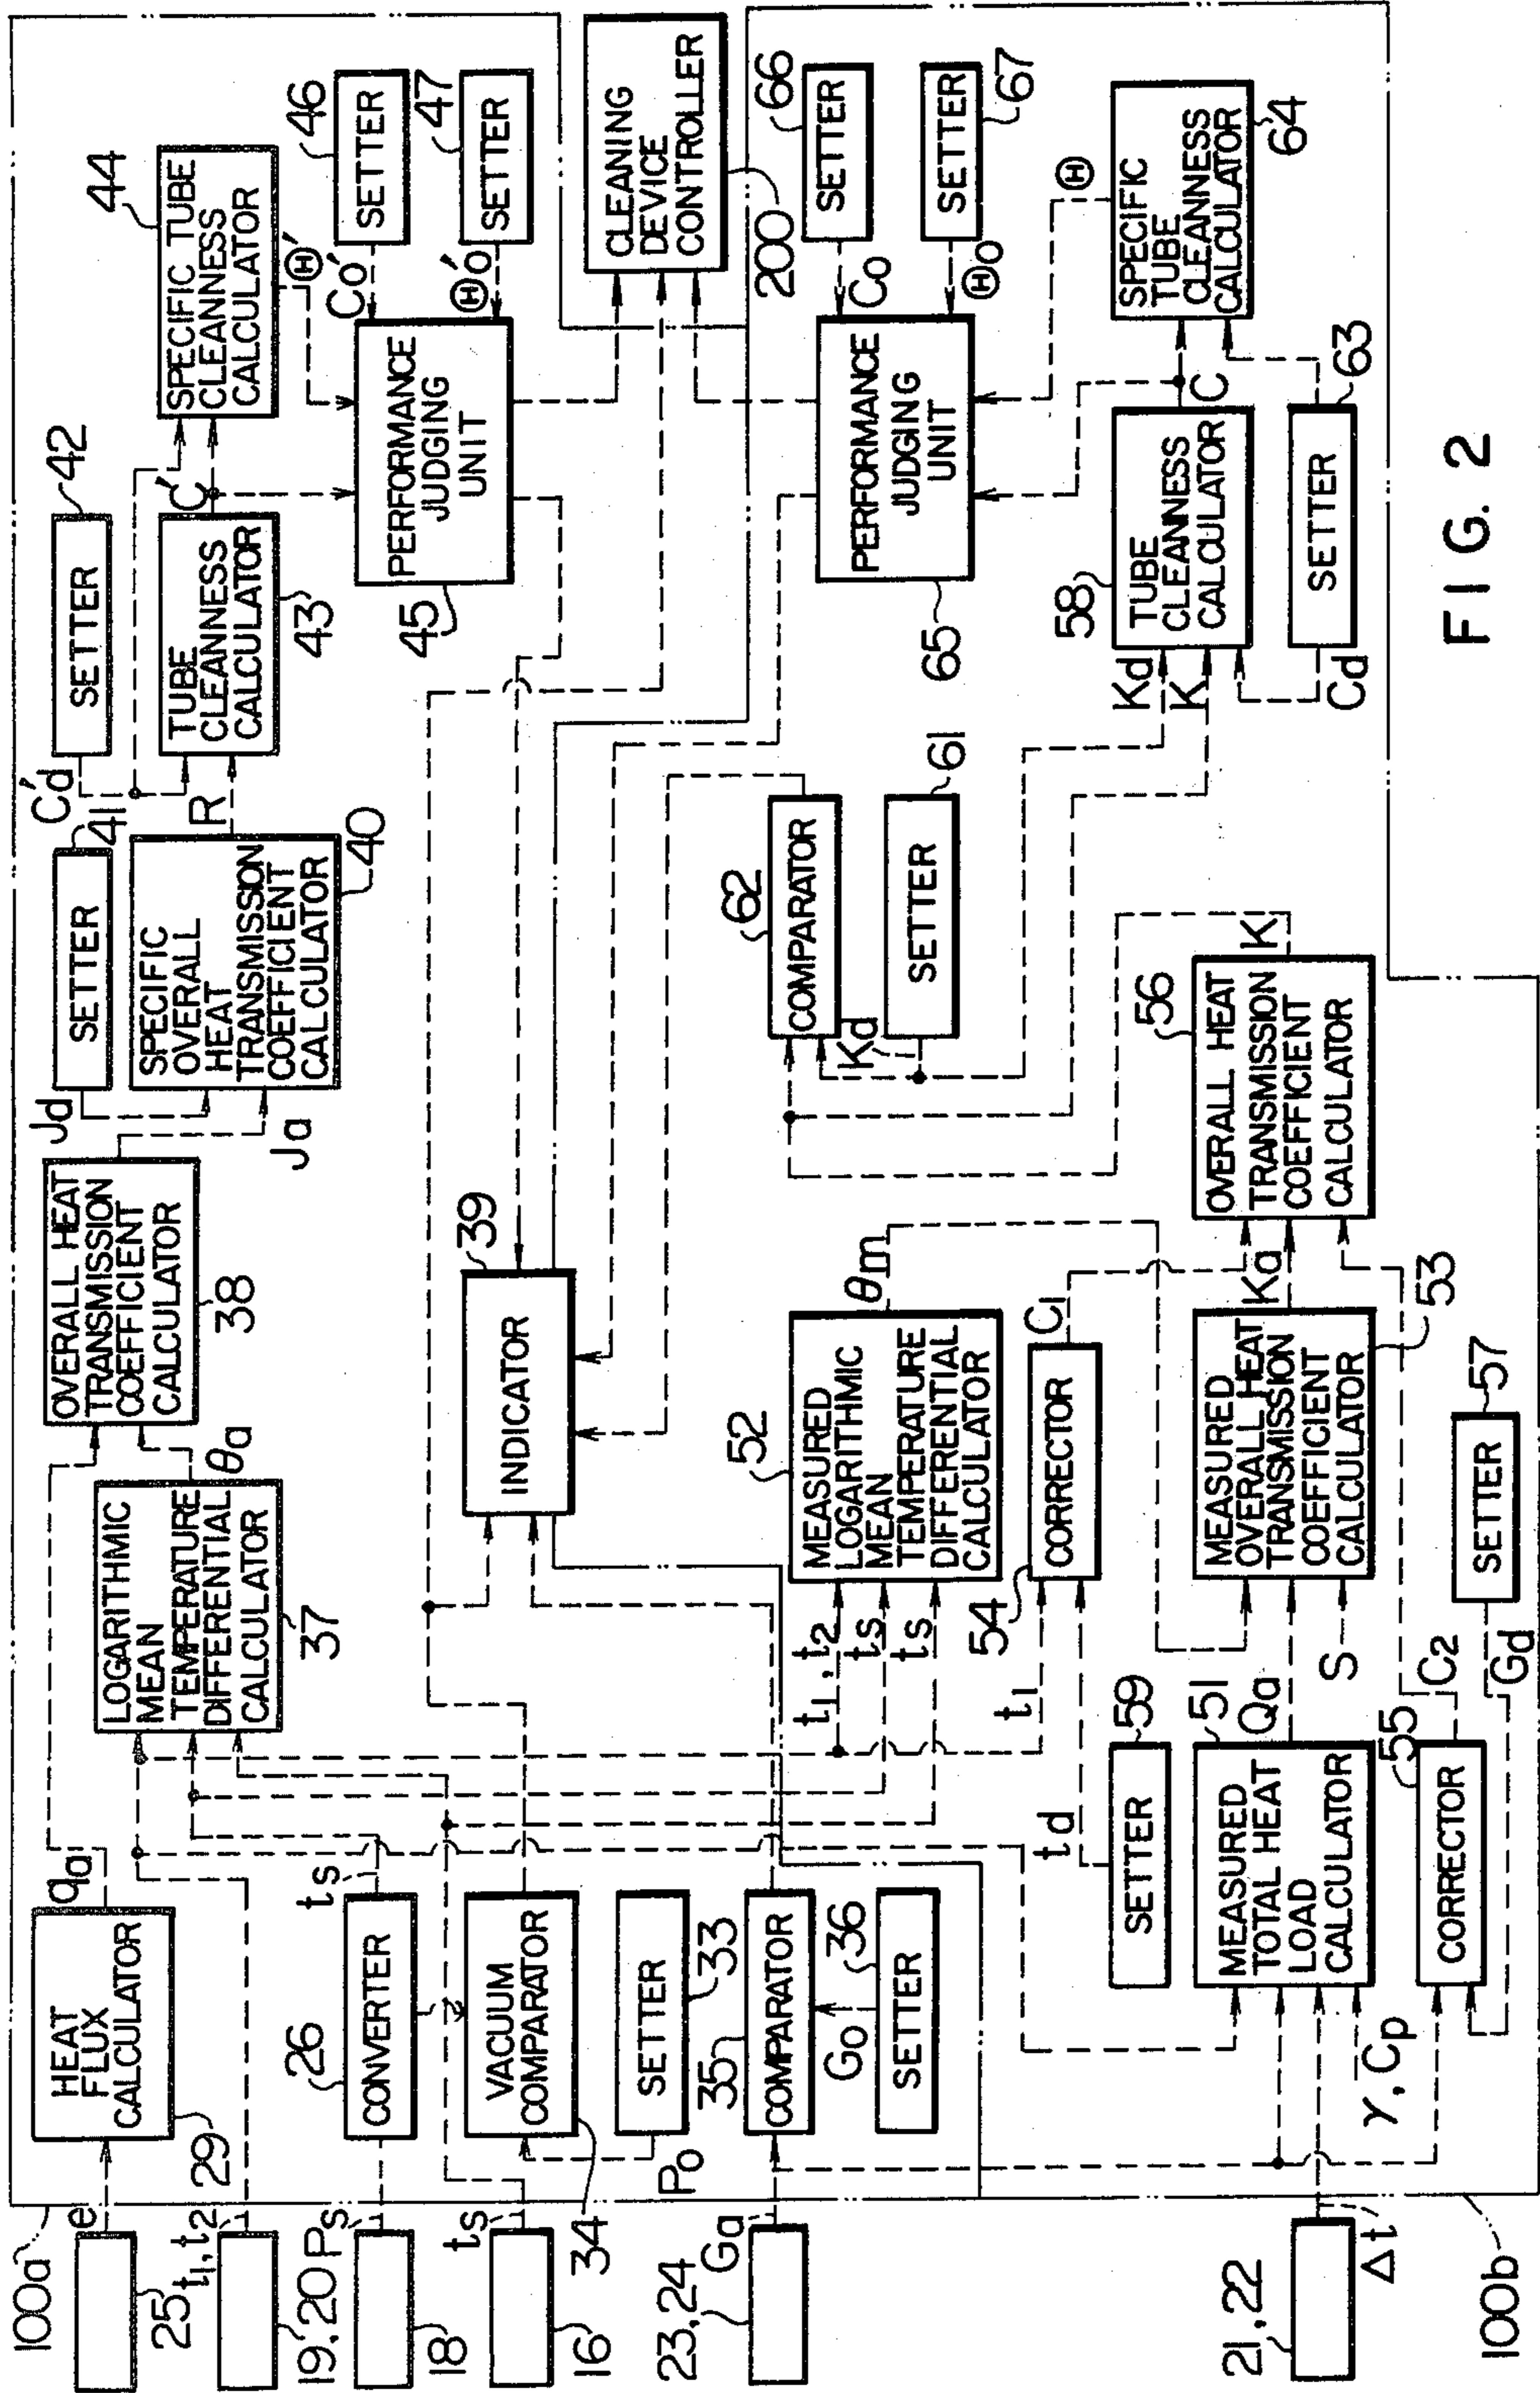 100a
e
25
HEAT
FLUX
CALCULATOR
29
qa
t1, t2
19, 20
Ps
18
CONVERTER
26
ts
ts
16
VACUUM
COMPARATOR
34
SETTER
33
Po
LOGARITHMIC
MEAN
TEMPERATURE
DIFFERENTIAL
CALCULATOR
37
θa
OVERALL HEAT
TRANSMISSION
COEFFICIENT
CALCULATOR
38
Ja
Jd
SETTER
41
SPECIFIC
OVERALL
HEAT
TRANSMISSION
COEFFICIENT
CALCULATOR
40
R
C'd
SETTER
42
TUBE
CLEANNESS
CALCULATOR
43
C'
SPECIFIC TUBE
CLEANNESS
CALCULATOR
44
Ⓗ'
PERFORMANCE
JUDGING
UNIT
45
Co'
SETTER
46
Ⓗo'
SETTER
47
CLEANING
DEVICE
CONTROLLER
200
INDICATOR
39
23, 24
Ga
COMPARATOR
35
Go
SETTER
36
t1, t2
ts
ts
MEASURED
LOGARITHMIC
MEAN
TEMPERATURE
DIFFERENTIAL
CALCULATOR
52
θm
t1
td
SETTER
59
CORRECTOR
54
C1
COMPARATOR
62
Kd
SETTER
61
PERFORMANCE
JUDGING
UNIT
65
Co
SETTER
66
Ⓗo
SETTER
67
Ⓗ
21, 22
Δt
γ, Cp
100b
MEASURED
TOTAL HEAT
LOAD
CALCULATOR
51
Qa
S
CORRECTOR
55
C2
Gd
SETTER
57
MEASURED
OVERALL HEAT
TRANSMISSION
COEFFICIENT
CALCULATOR
53
Ka
OVERALL HEAT
TRANSMISSION
COEFFICIENT
CALCULATOR
56
K
Kd
K
Cd
TUBE
CLEANNESS
CALCULATOR
58
C
SETTER
63
SPECIFIC
TUBE
CLEANNESS
CALCULATOR
64
FIG. 2